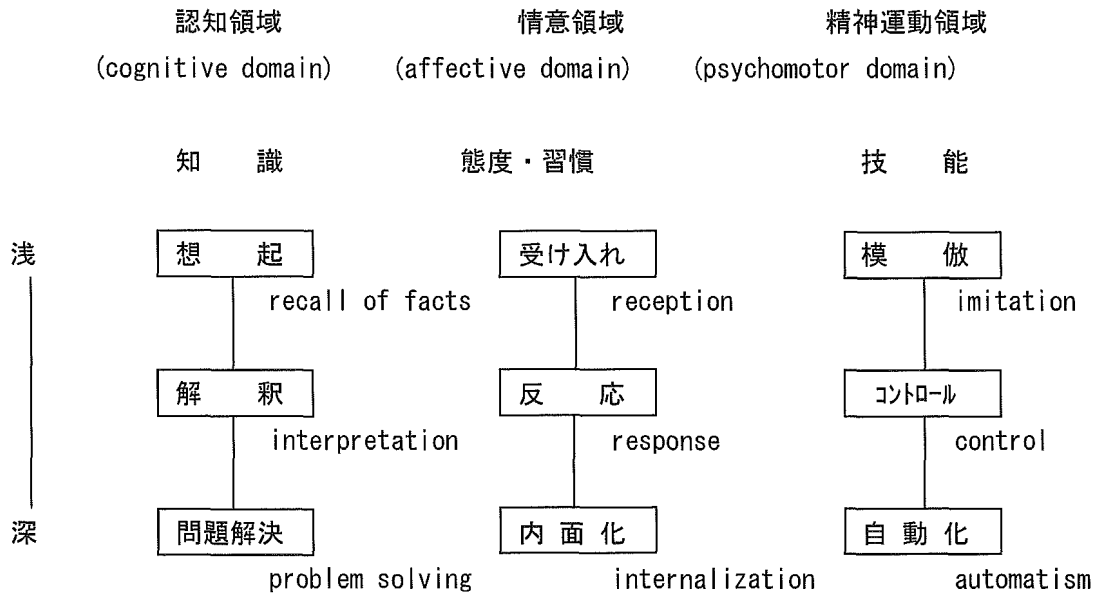 認知領域 情意領域 精神運動領域
(cognitive domain) (affective domain) (psychomotor domain)
知 識 態度・習慣 技 能
浅 想 起 受け入れ 模 倣
recall of facts reception imitation
解 釈 反 応 コントロール
interpretation response control
深 問題解決 内 面 化 自 動 化
problem solving internalization automatism